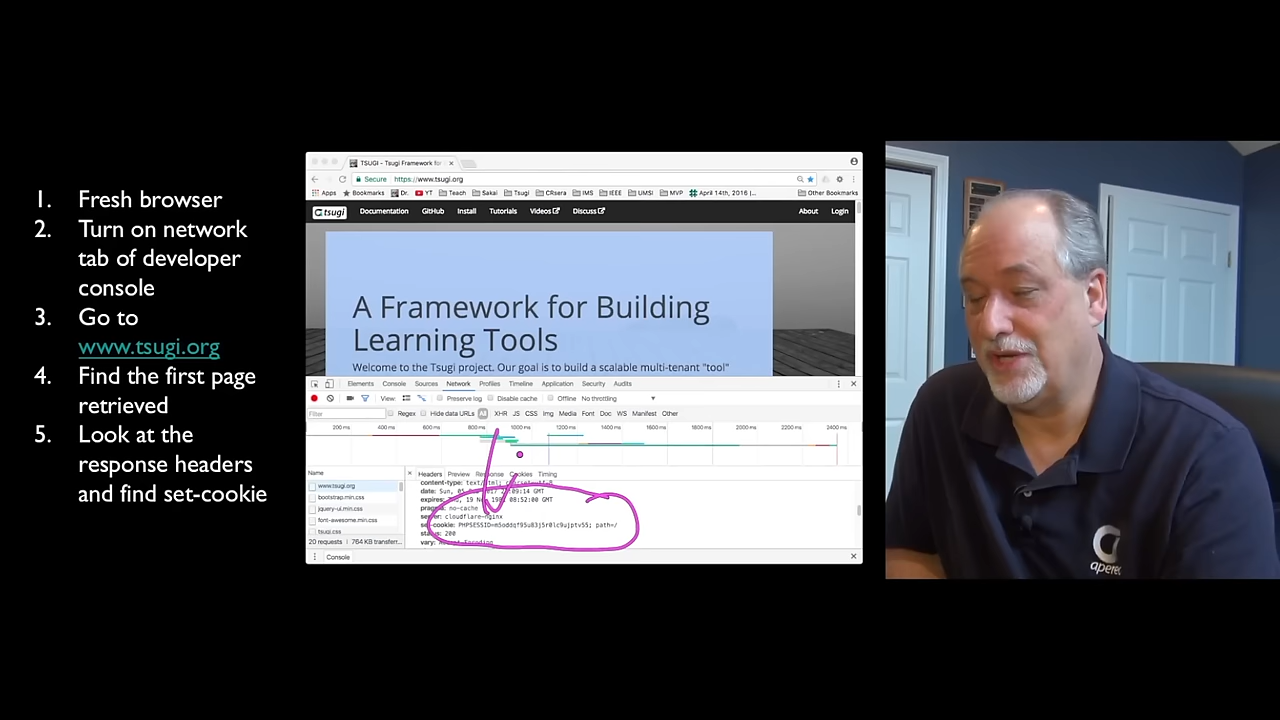 1. Fresh browser
2. Turn on network
tab of developer
console
3. Go to
www.tsugi.org
4. Find the first page
retrieved
5. Look at the
response headers
and find set-cookie
TSUGI - Tsugi Framework for
Secure https://www.tsugi.org
Apps Bookmarks Dr. YT Teach Sakai Tsugi CRsera IMS IEEE UMSI MVP April 14th, 2016 |... Other Bookmarks
tsugi Documentation GitHub Install Tutorials Videos Discuss About Login
A Framework for Building
Learning Tools
Welcome to the Tsugi project. Our goal is to build a scalable multi-tenant "tool"
Elements Console Sources Network Profiles Timeline Application Security Audits
View: Preserve log Disable cache Offline No throttling
Filter Regex Hide data URLs All XHR JS CSS Img Media Font Doc WS Manifest Other
200 ms 400 ms 600 ms 800 ms 1000 ms 1200 ms 1400 ms 1600 ms 1800 ms 2000 ms 2200 ms 2400 ms
Name
www.tsugi.org
bootstrap.min.css
jquery-ui.min.css
font-awesome.min.css
tsugi.css
20 requests | 764 KB transfer...
Headers Preview Response Cookies Timing
content-type:
date: Sun, GMT
expires: 08:52:00 GMT
pragma: no-cache
server: cloudflare-nginx
set-cookie: path=/
status: 200
vary: Accept-Encoding
Console
apereo